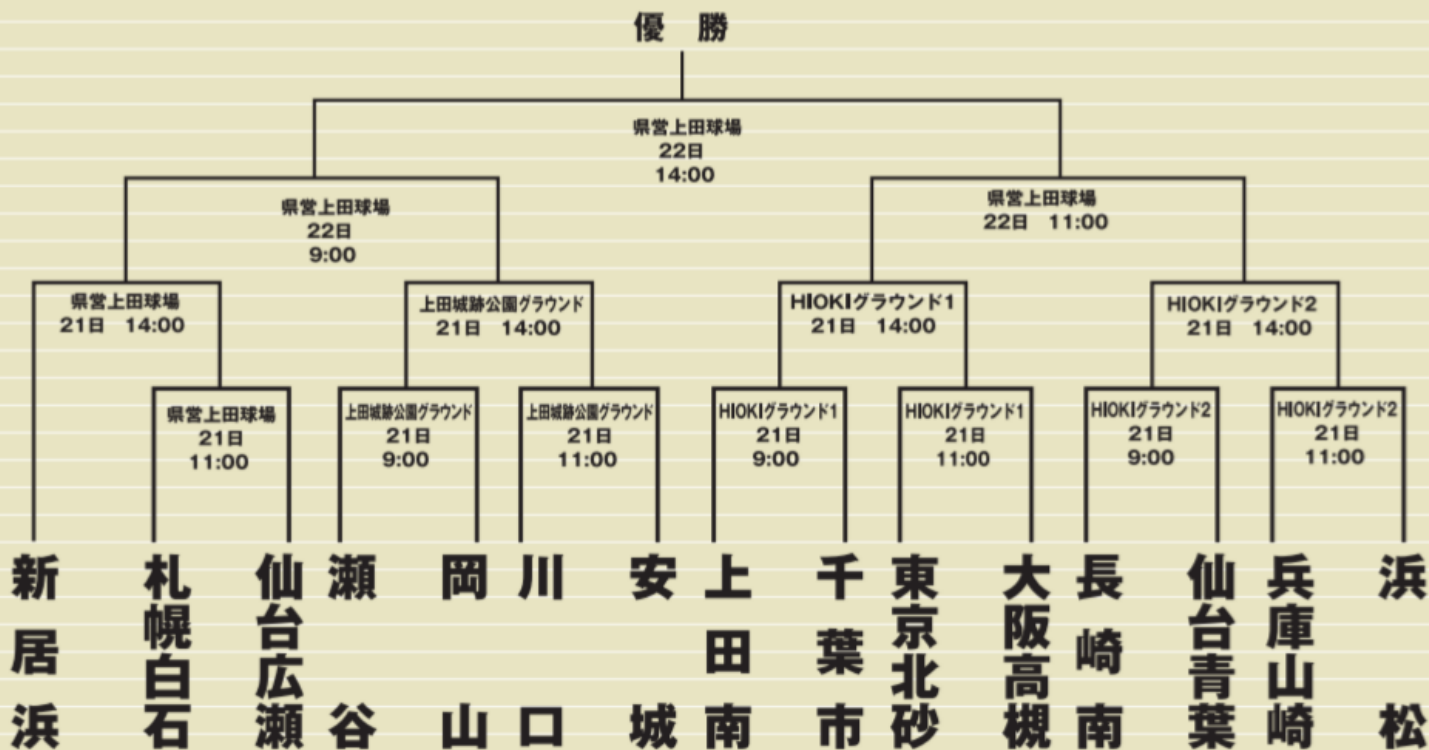 優　勝
県営上田球場
22日
14:00
県営上田球場
22日
9:00
県営上田球場
22日　11:00
県営上田球場
21日　14:00
上田城跡公園グラウンド
21日　14:00
HIOKIグラウンド1
21日　14:00
HIOKIグラウンド2
21日　14:00
県営上田球場
21日
11:00
上田城跡公園グラウンド
21日
9:00
上田城跡公園グラウンド
21日
11:00
HIOKIグラウンド1
21日
9:00
HIOKIグラウンド1
21日
11:00
HIOKIグラウンド2
21日
9:00
HIOKIグラウンド2
21日
11:00
新居浜
札幌白石
仙台広瀬
瀬谷
岡山
川口
安城
上田南
千葉市
東京北砂
大阪高槻
長崎南
仙台青葉
兵庫山崎
浜松